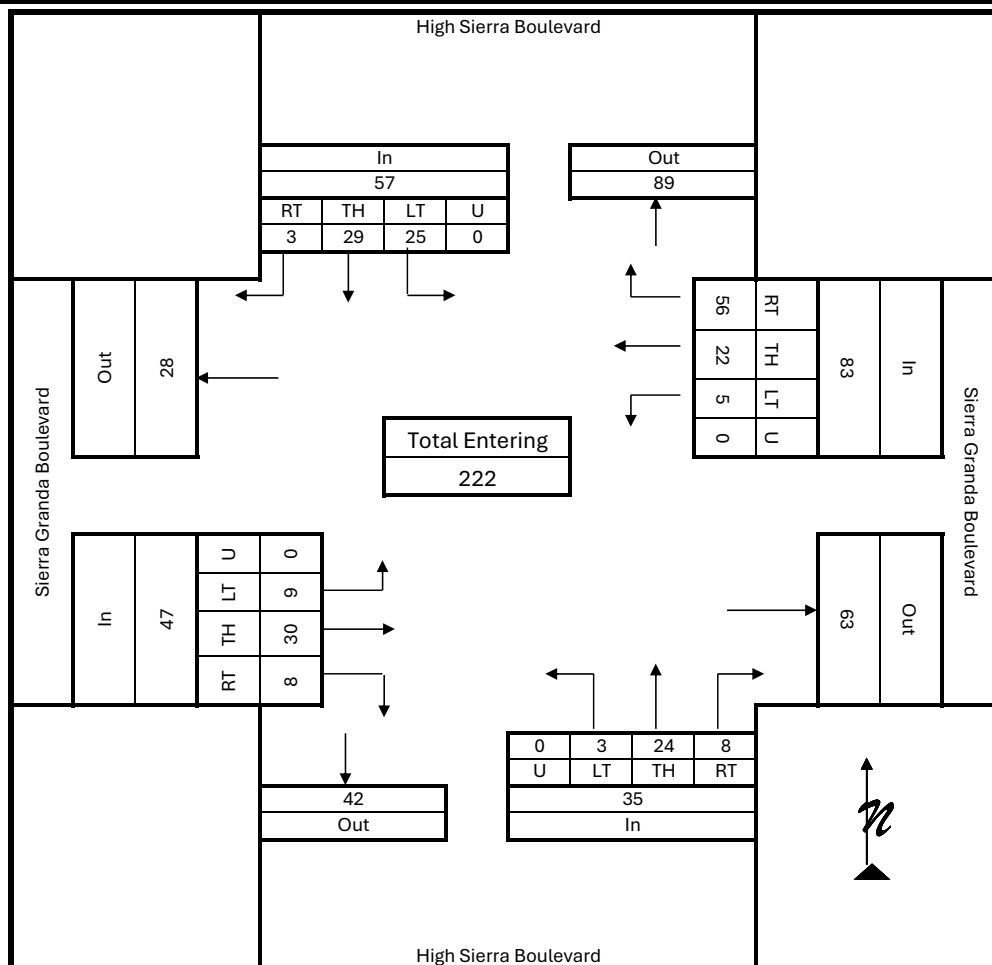 High Sierra Boulevard
In
57
RT TH LT U
3 29 25 0
Out
89
Out
28
Sierra Granda Boulevard
RT 56
TH 22
LT 5
U 0
83
In
Sierra Granda Boulevard
Total Entering
222
In
47
U 0
LT 9
TH 30
RT 8
63
Out
0 3 24 8
U LT TH RT
35
In
42
Out
N
High Sierra Boulevard